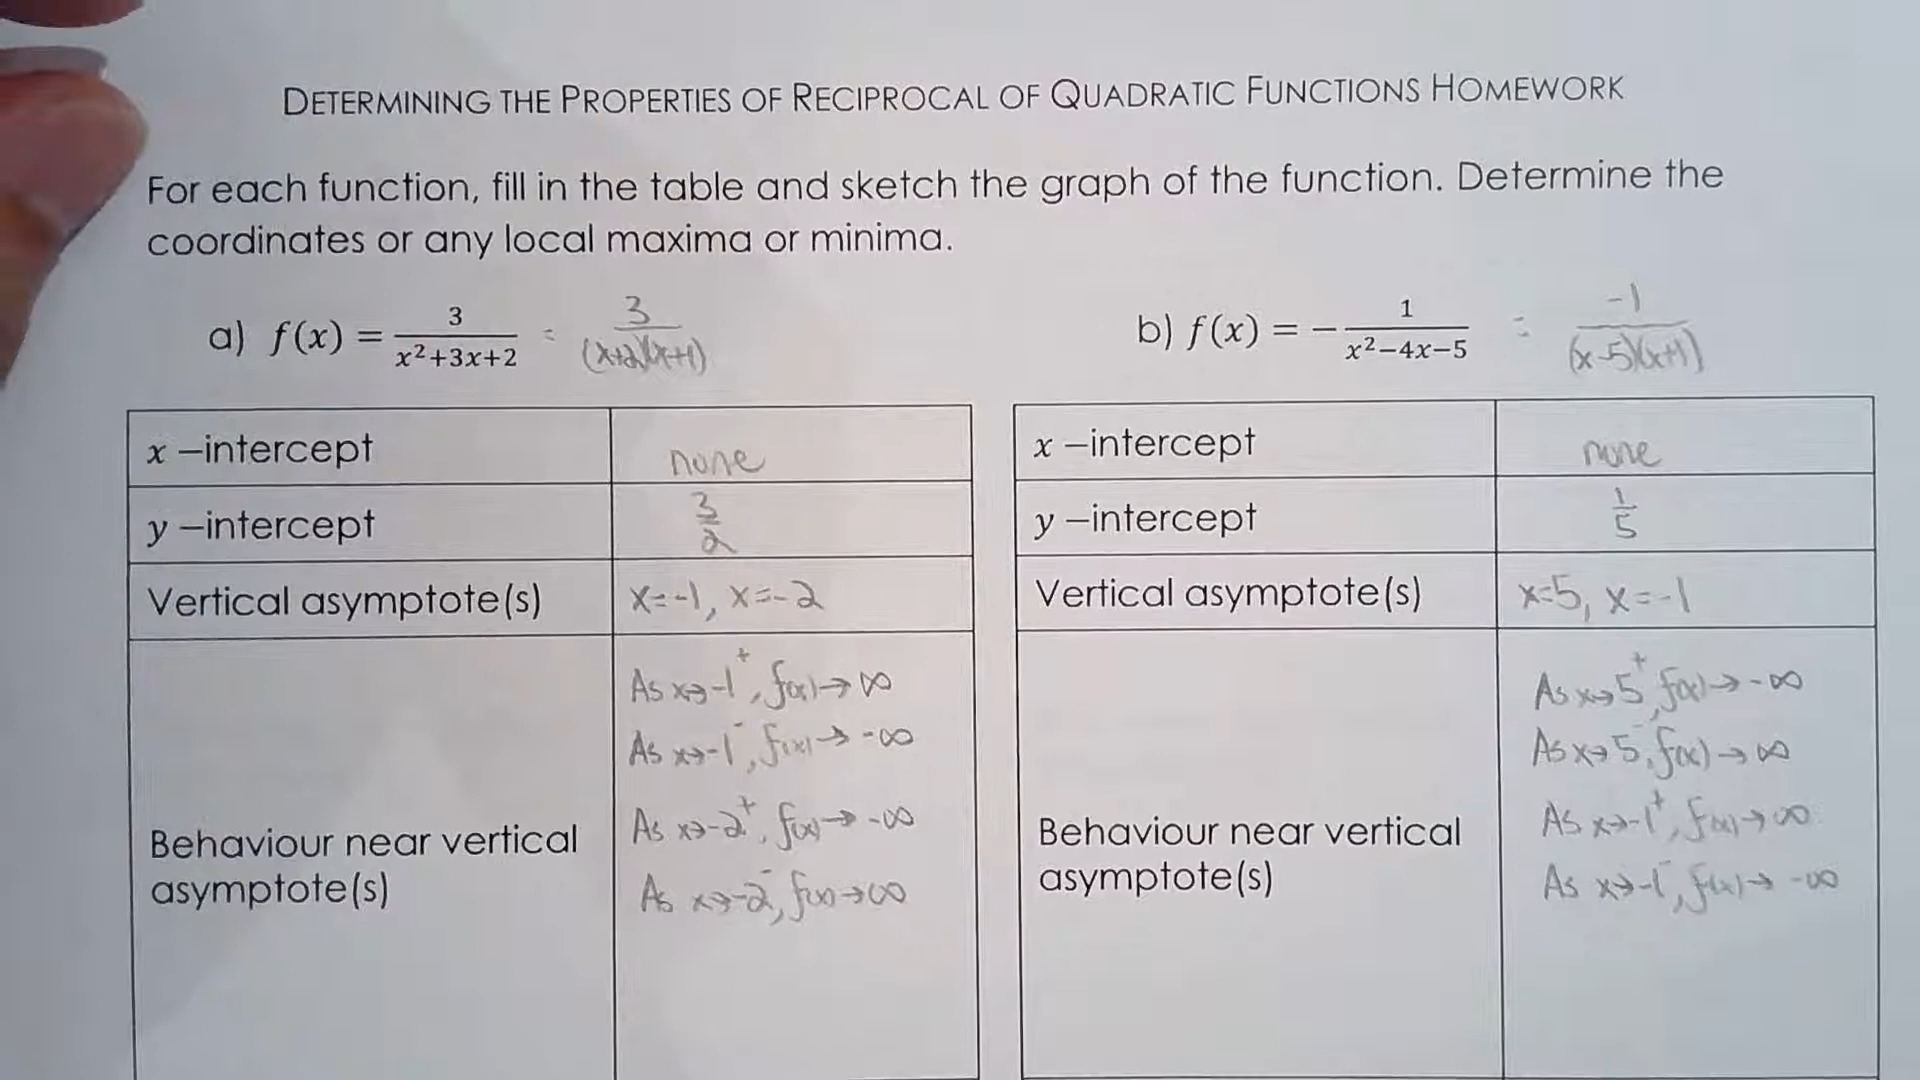 DETERMINING THE PROPERTIES OF RECIPROCAL OF QUADRATIC FUNCTIONS HOMEWORK
For each function, fill in the table and sketch the graph of the function. Determine the
coordinates or any local maxima or minima.
a) f(x) = 3/(x²+3x+2) = 3/((x+2)(x+1))
b) f(x) = −1/(x²−4x−5) = -1/((x-5)(x+1))
x –intercept none
y –intercept 3/2
Vertical asymptote(s) x=-1, x=-2
Behaviour near vertical
asymptote(s)
As x→-1⁺, f(x)→∞
As x→-1⁻, f(x)→-∞
As x→-2⁺, f(x)→-∞
As x→-2⁻, f(x)→∞
x –intercept none
y –intercept 1/5
Vertical asymptote(s) x=5, x=-1
Behaviour near vertical
asymptote(s)
As x→5⁺, f(x)→-∞
As x→5⁻, f(x)→∞
As x→-1⁺, f(x)→∞
As x→-1⁻, f(x)→-∞